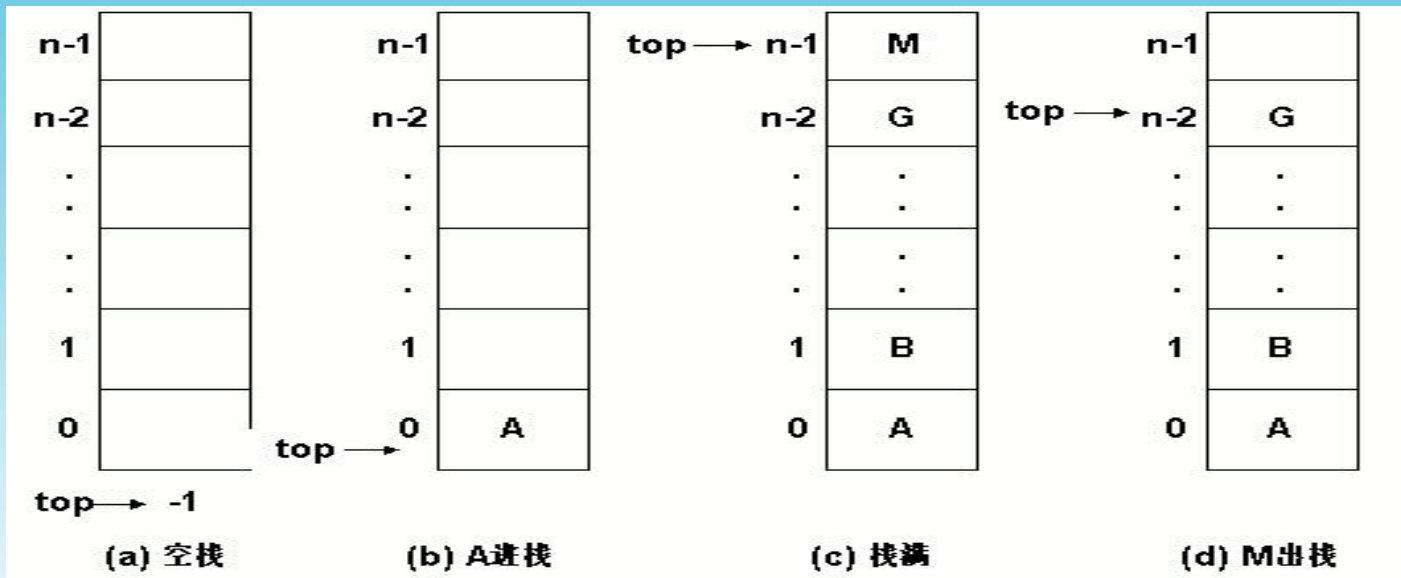 n-1 n-1 top n-1 M n-1
n-2 n-2 n-2 G top n-2 G
. . . . . .
. . . . . .
. . . . . .
. . . . . .
1 1 1 B 1 B
0 0 A 0 A 0 A
top
top -1
(a) 空栈 (b) A进栈 (c) 栈满 (d) M出栈